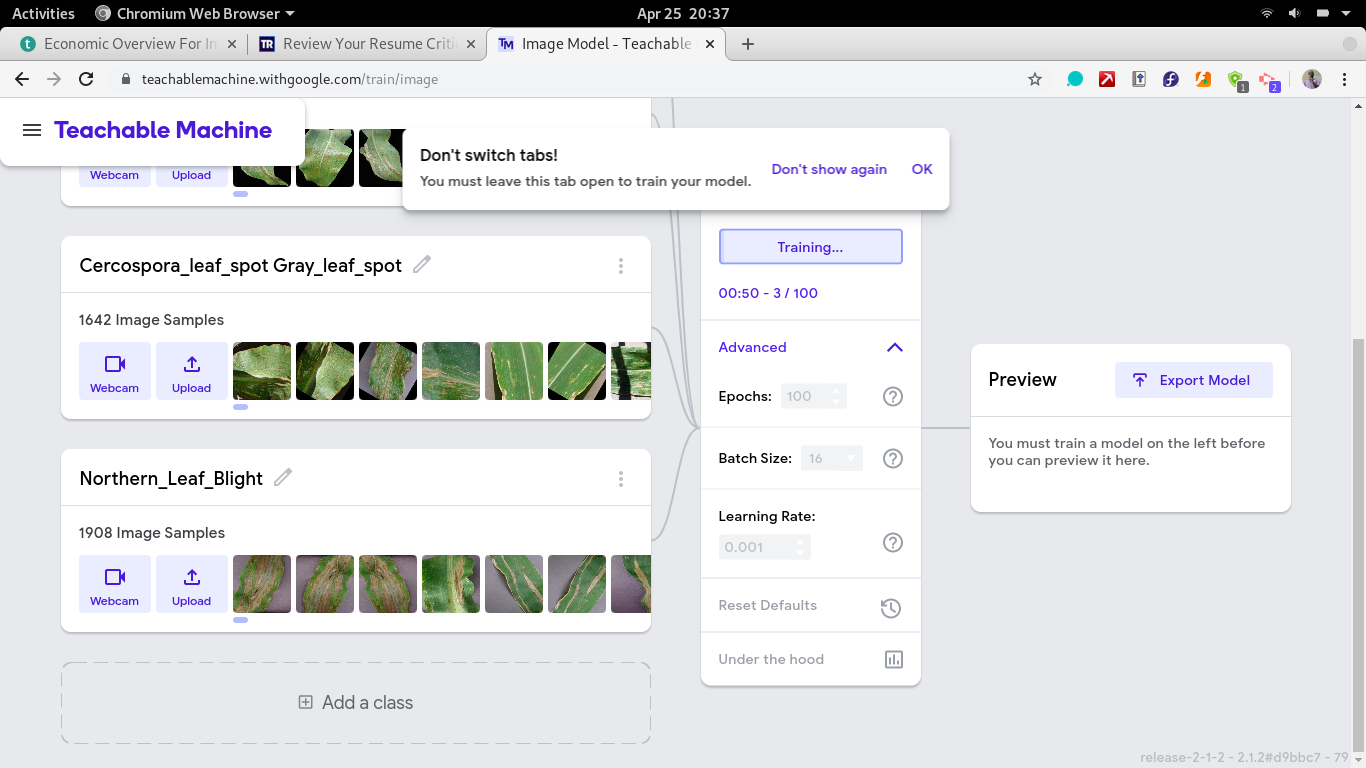 Activities
Chromium Web Browser
Apr 25 20:37
Economic Overview For In
Review Your Resume Criti
Image Model - Teachable
teachablemachine.withgoogle.com/train/image
1
2
Teachable Machine
Don't switch tabs!
You must leave this tab open to train your model.
Don't show again
OK
Webcam
Upload
Cercospora_leaf_spot Gray_leaf_spot
1642 Image Samples
Webcam
Upload
Northern_Leaf_Blight
1908 Image Samples
Webcam
Upload
Add a class
Training...
00:50 - 3 / 100
Advanced
Epochs: 100
Batch Size: 16
Learning Rate:
0.001
Reset Defaults
Under the hood
Preview
Export Model
You must train a model on the left before
you can preview it here.
release-2-1-2 - 2.1.2#d9bbc7 - 79